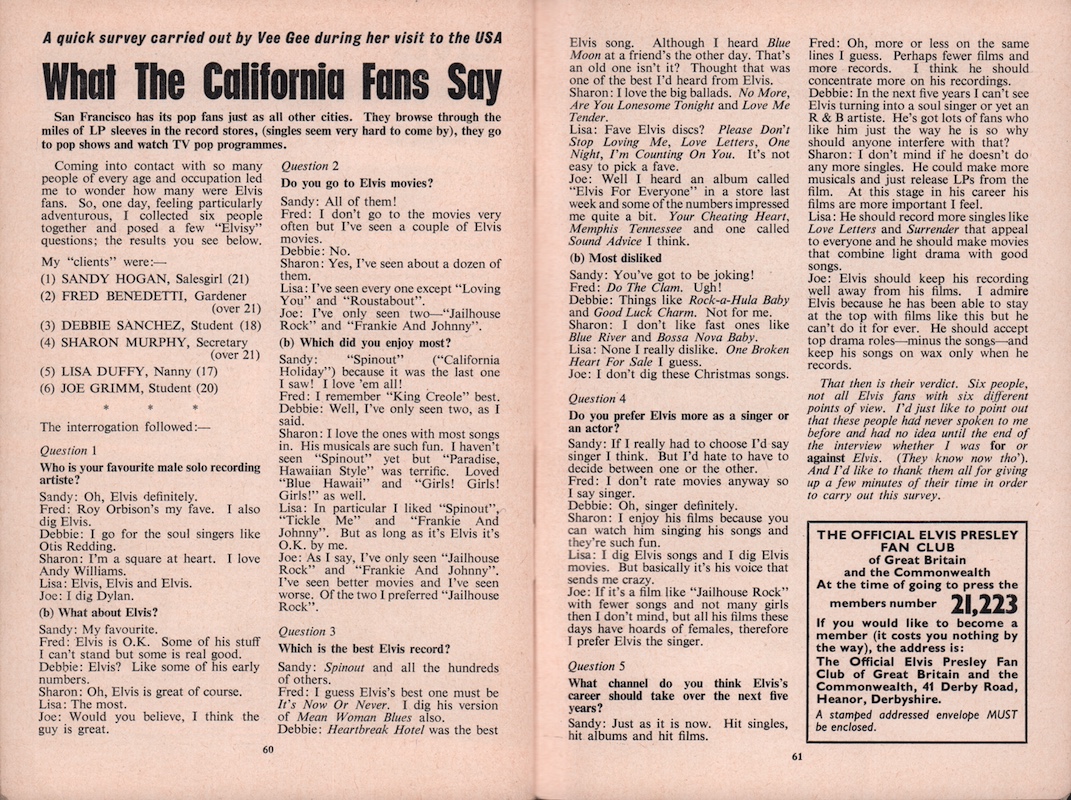 A quick survey carried out by Vee Gee during her visit to the USA
What The California Fans Say
San Francisco has its pop fans just as all other cities. They browse through the
miles of LP sleeves in the record stores, (singles seem very hard to come by), they go
to pop shows and watch TV pop programmes.
Coming into contact with so many
people of every age and occupation led
me to wonder how many were Elvis
fans. So, one day, feeling particularly
adventurous, I collected six people
together and posed a few "Elvisy"
questions; the results you see below.
My "clients" were:—
(1) SANDY HOGAN, Salesgirl (21)
(2) FRED BENEDETTI, Gardener
(over 21)
(3) DEBBIE SANCHEZ, Student (18)
(4) SHARON MURPHY, Secretary
(over 21)
(5) LISA DUFFY, Nanny (17)
(6) JOE GRIMM, Student (20)
* * *
The interrogation followed:—
Question 1
Who is your favourite male solo recording
artiste?
Sandy: Oh, Elvis definitely.
Fred: Roy Orbison's my fave. I also
dig Elvis.
Debbie: I go for the soul singers like
Otis Redding.
Sharon: I'm a square at heart. I love
Andy Williams.
Lisa: Elvis, Elvis and Elvis.
Joe: I dig Dylan.
(b) What about Elvis?
Sandy: My favourite.
Fred: Elvis is O.K. Some of his stuff
I can't stand but some is real good.
Debbie: Elvis? Like some of his early
numbers.
Sharon: Oh, Elvis is great of course.
Lisa: The most.
Joe: Would you believe, I think the
guy is great.
60
Question 2
Do you go to Elvis movies?
Sandy: All of them!
Fred: I don't go to the movies very
often but I've seen a couple of Elvis
movies.
Debbie: No.
Sharon: Yes, I've seen about a dozen of
them.
Lisa: I've seen every one except "Loving
You" and "Roustabout".
Joe: I've only seen two—"Jailhouse
Rock" and "Frankie And Johnny".
(b) Which did you enjoy most?
Sandy: "Spinout" ("California
Holiday") because it was the last one
I saw! I love 'em all!
Fred: I remember "King Creole" best.
Debbie: Well, I've only seen two, as I
said.
Sharon: I love the ones with most songs
in. His musicals are such fun. I haven't
seen "Spinout" yet but "Paradise,
Hawaiian Style" was terrific. Loved
"Blue Hawaii" and "Girls! Girls!
Girls!" as well.
Lisa: In particular I liked "Spinout",
"Tickle Me" and "Frankie And
Johnny". But as long as it's Elvis it's
O.K. by me.
Joe: As I say, I've only seen "Jailhouse
Rock" and "Frankie And Johnny".
I've seen better movies and I've seen
worse. Of the two I preferred "Jailhouse
Rock".
Question 3
Which is the best Elvis record?
Sandy: Spinout and all the hundreds
of others.
Fred: I guess Elvis's best one must be
It's Now Or Never. I dig his version
of Mean Woman Blues also.
Debbie: Heartbreak Hotel was the best
Elvis song. Although I heard Blue
Moon at a friend's the other day. That's
an old one isn't it? Thought that was
one of the best I'd heard from Elvis.
Sharon: I love the big ballads. No More,
Are You Lonesome Tonight and Love Me
Tender.
Lisa: Fave Elvis discs? Please Don't
Stop Loving Me, Love Letters, One
Night, I'm Counting On You. It's not
easy to pick a fave.
Joe: Well I heard an album called
"Elvis For Everyone" in a store last
week and some of the numbers impressed
me quite a bit. Your Cheating Heart,
Memphis Tennessee and one called
Sound Advice I think.
(b) Most disliked
Sandy: You've got to be joking!
Fred: Do The Clam. Ugh!
Debbie: Things like Rock-a-Hula Baby
and Good Luck Charm. Not for me.
Sharon: I don't like fast ones like
Blue River and Bossa Nova Baby.
Lisa: None I really dislike. One Broken
Heart For Sale I guess.
Joe: I don't dig these Christmas songs.
Question 4
Do you prefer Elvis more as a singer or
an actor?
Sandy: If I really had to choose I'd say
singer I think. But I'd hate to have to
decide between one or the other.
Fred: I don't rate movies anyway so
I say singer.
Debbie: Oh, singer definitely.
Sharon: I enjoy his films because you
can watch him singing his songs and
they're such fun.
Lisa: I dig Elvis songs and I dig Elvis
movies. But basically it's his voice that
sends me crazy.
Joe: If it's a film like "Jailhouse Rock"
with fewer songs and not many girls
then I don't mind, but all his films these
days have hoards of females, therefore
I prefer Elvis the singer.
Question 5
What channel do you think Elvis's
career should take over the next five
years?
Sandy: Just as it is now. Hit singles,
hit albums and hit films.
Fred: Oh, more or less on the same
lines I guess. Perhaps fewer films and
more records. I think he should
concentrate more on his recordings.
Debbie: In the next five years I can't see
Elvis turning into a soul singer or yet an
R & B artiste. He's got lots of fans who
like him just the way he is so why
should anyone interfere with that?
Sharon: I don't mind if he doesn't do
any more singles. He could make more
musicals and just release LPs from the
film. At this stage in his career his
films are more important I feel.
Lisa: He should record more singles like
Love Letters and Surrender that appeal
to everyone and he should make movies
that combine light drama with good
songs.
Joe: Elvis should keep his recording
well away from his films. I admire
Elvis because he has been able to stay
at the top with films like this but he
can't do it for ever. He should accept
top drama roles—minus the songs—and
keep his songs on wax only when he
records.
That then is their verdict. Six people,
not all Elvis fans with six different
points of view. I'd just like to point out
that these people had never spoken to me
before and had no idea until the end of
the interview whether I was for or
against Elvis. (They know now tho').
And I'd like to thank them all for giving
up a few minutes of their time in order
to carry out this survey.
THE OFFICIAL ELVIS PRESLEY
FAN CLUB
of Great Britain
and the Commonwealth
At the time of going to press the
members number 21,223
If you would like to become a
member (it costs you nothing by
the way), the address is:
The Official Elvis Presley Fan
Club of Great Britain and the
Commonwealth, 41 Derby Road,
Heanor, Derbyshire.
A stamped addressed envelope MUST
be enclosed.
61